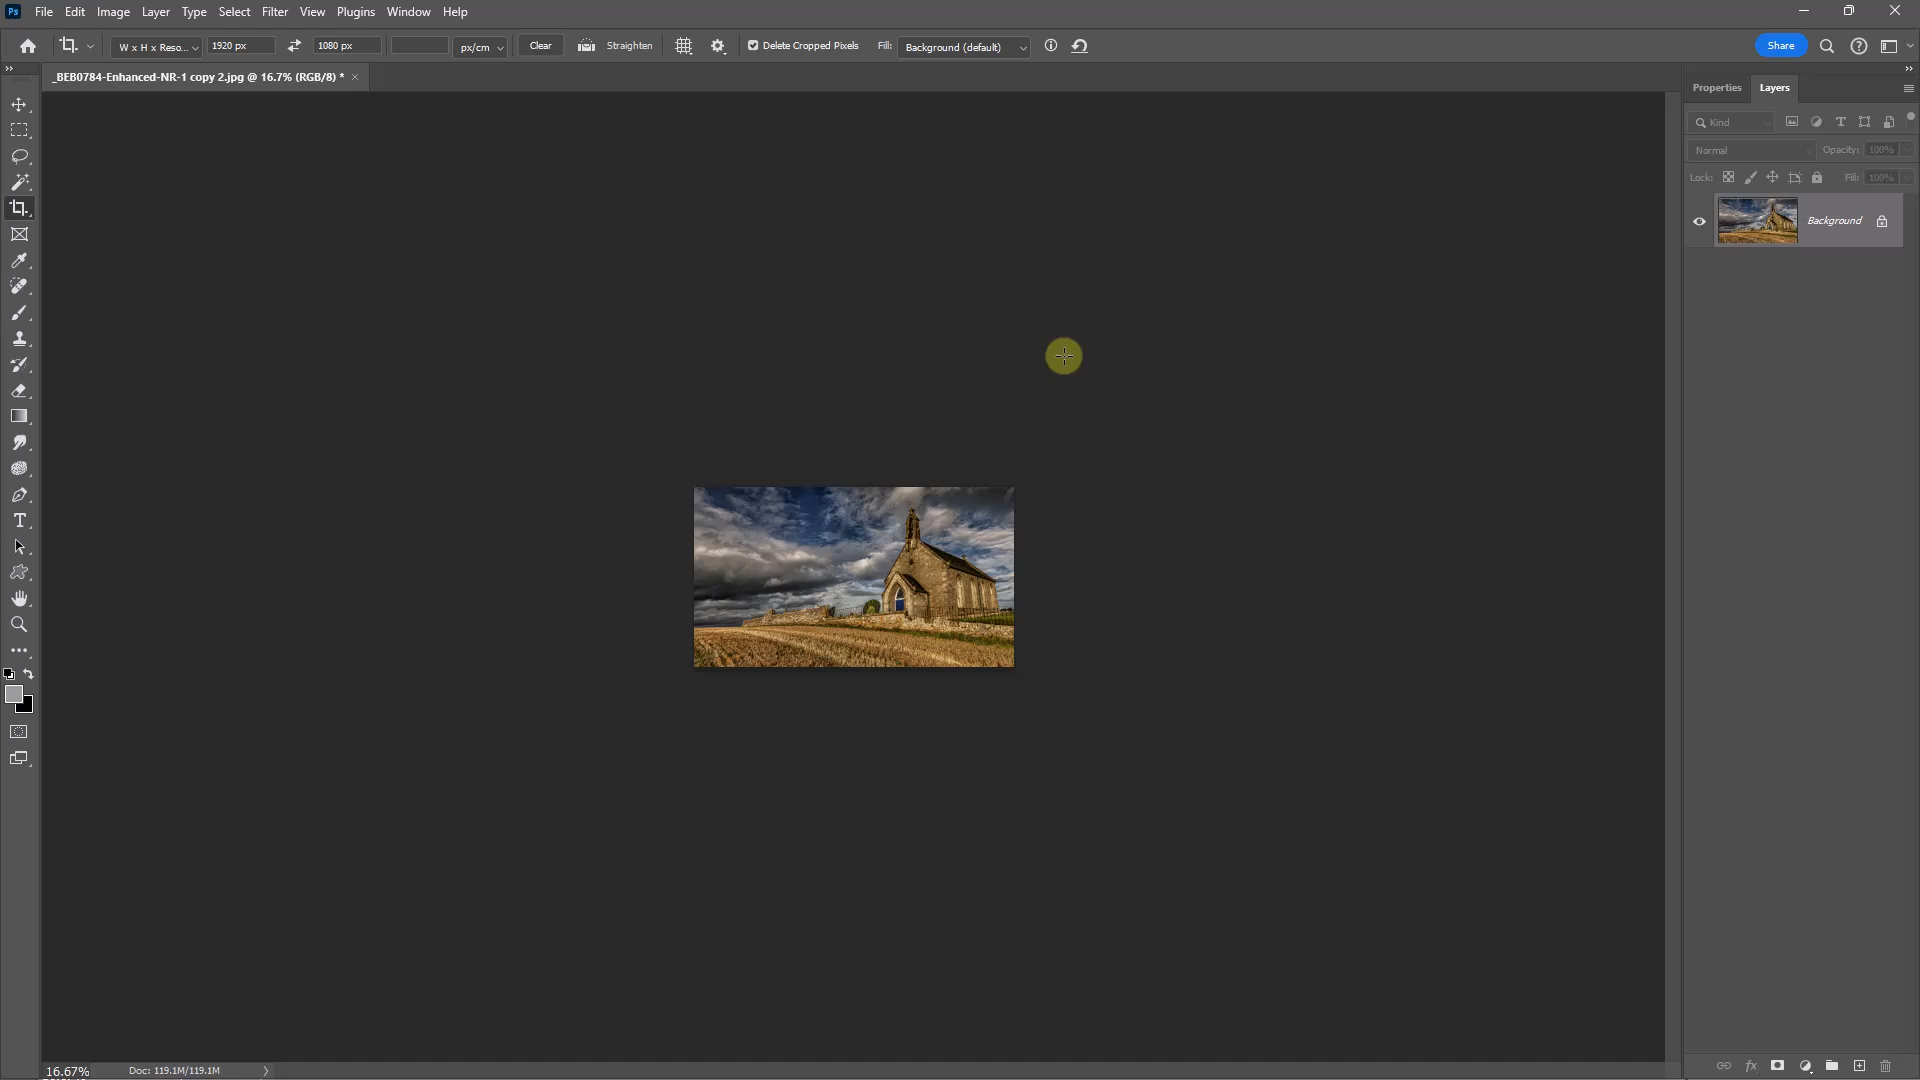 Ps File Edit Image Layer Type Select Filter View Plugins Window Help
W x H x Reso... 1920 px 1080 px px/cm Clear Straighten Delete Cropped Pixels Fill: Background (default) Share
_BEB0784-Enhanced-NR-1 copy 2.jpg @ 16.7% (RGB/8) * ×
Properties Layers
Kind
Normal Opacity: 100%
Lock: Fill: 100%
Background
16.67% Doc: 119.1M/119.1M